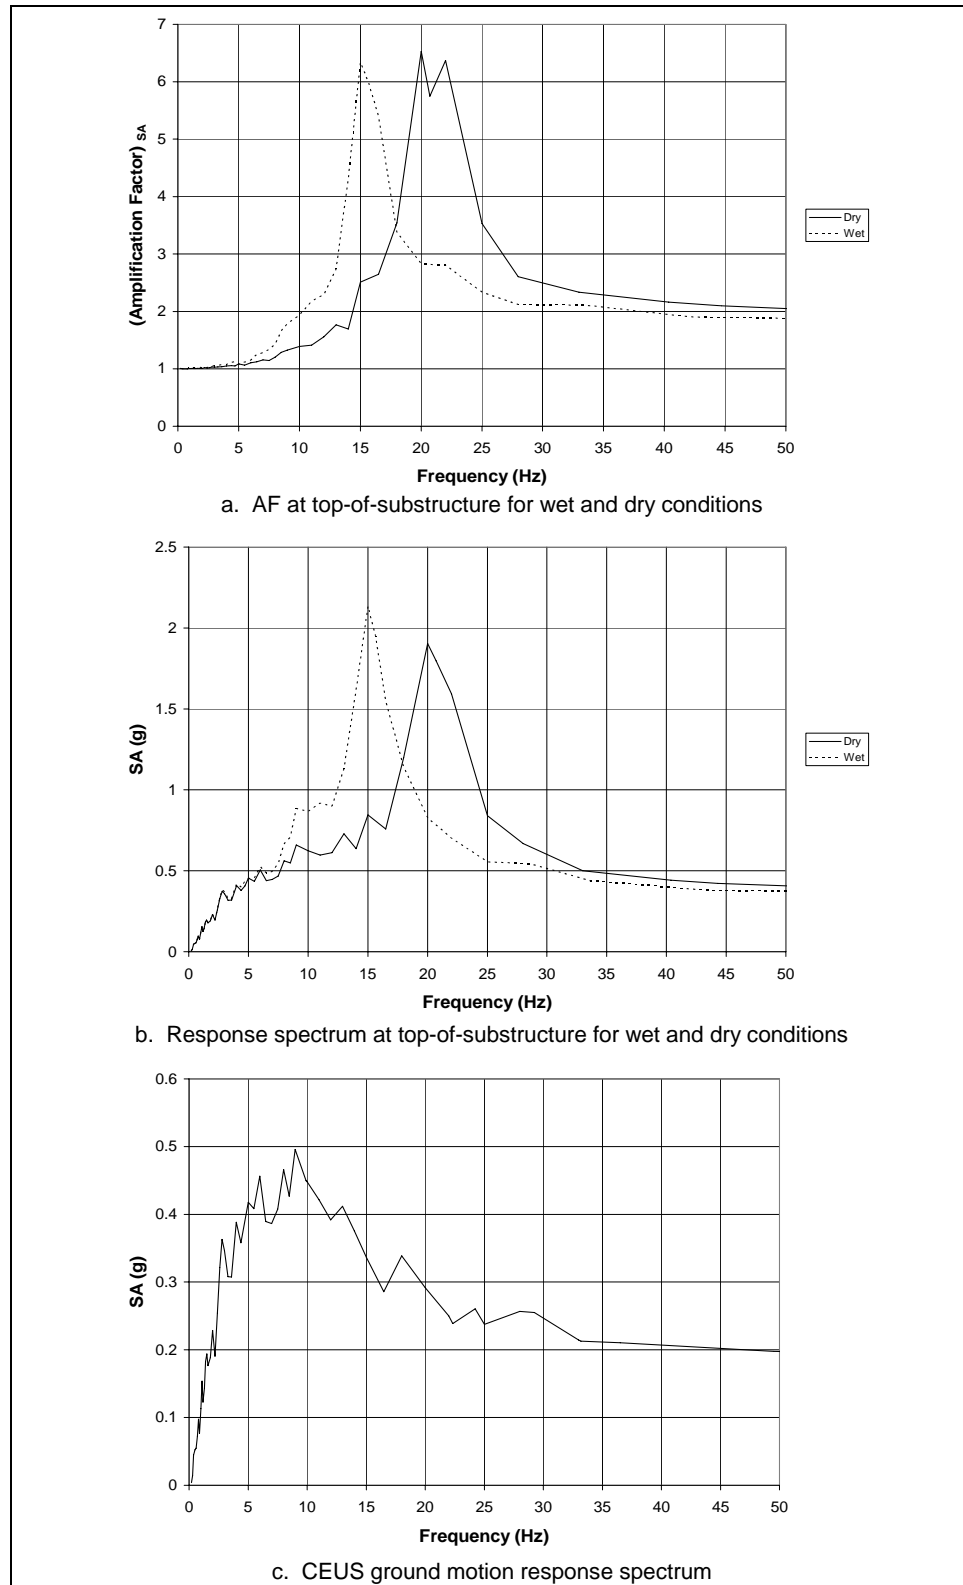 7
6
5
4
3
2
1
0
(Amplification Factor) SA
0 5 10 15 20 25 30 35 40 45 50
Frequency (Hz)
Dry
Wet
a. AF at top-of-substructure for wet and dry conditions
2.5
2
1.5
1
0.5
0
SA (g)
0 5 10 15 20 25 30 35 40 45 50
Frequency (Hz)
Dry
Wet
b. Response spectrum at top-of-substructure for wet and dry conditions
0.6
0.5
0.4
0.3
0.2
0.1
0
SA (g)
0 5 10 15 20 25 30 35 40 45 50
Frequency (Hz)
c. CEUS ground motion response spectrum